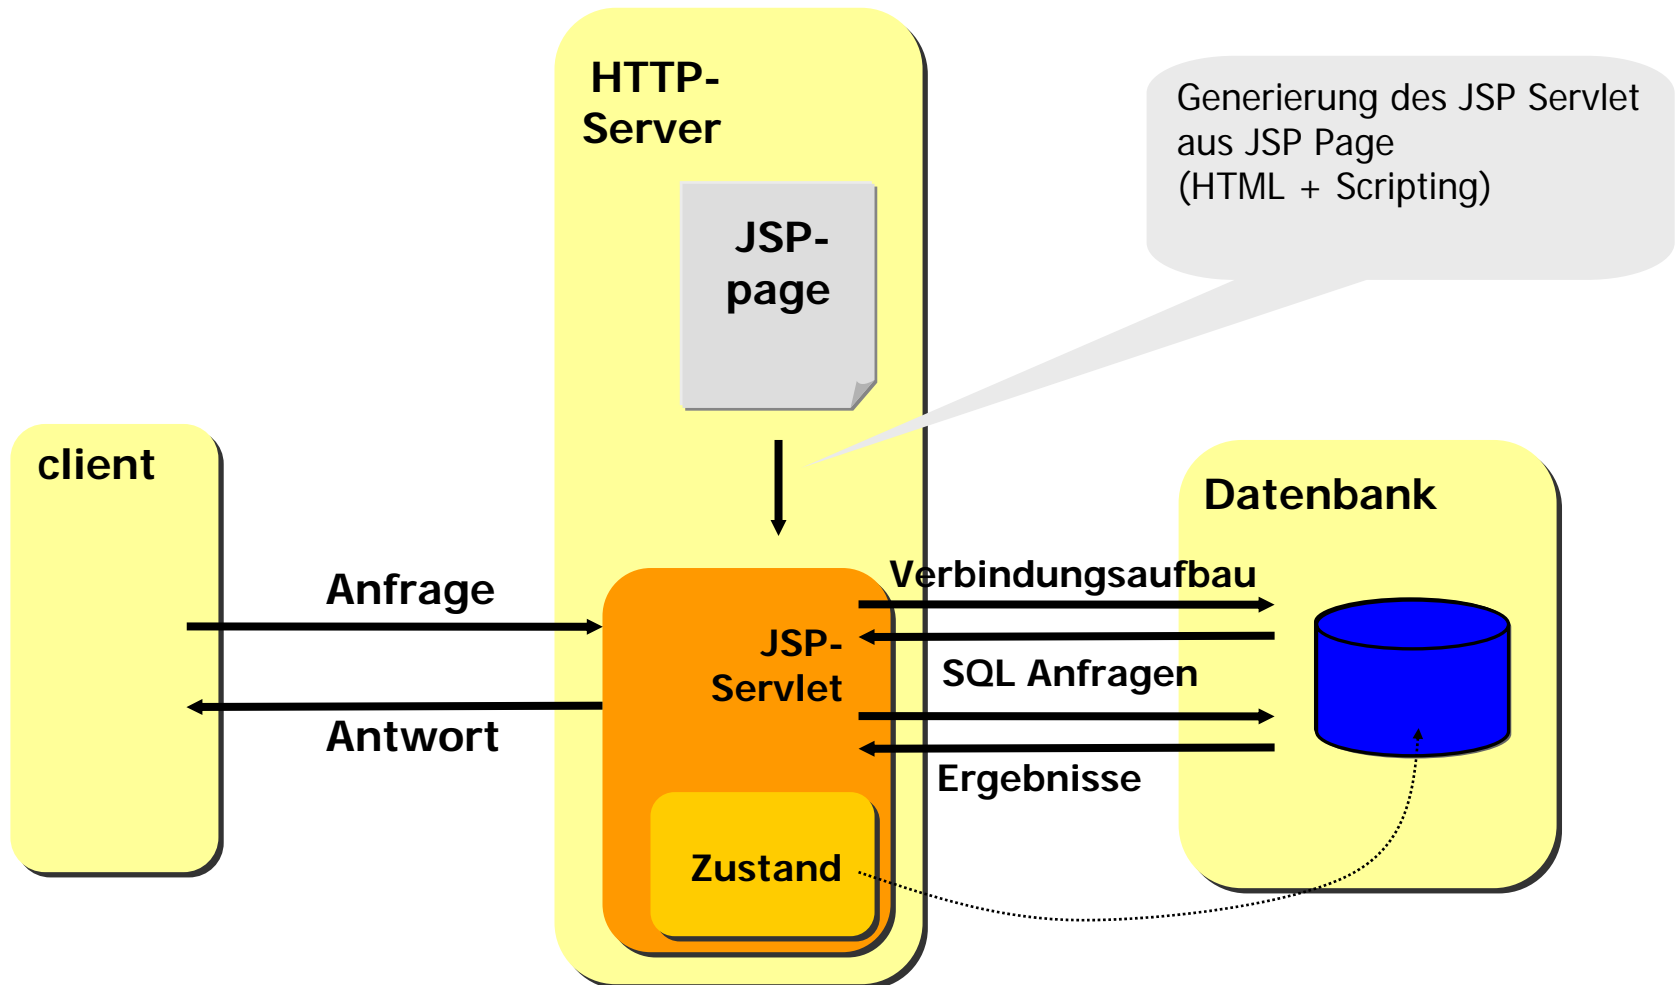 HTTP-
Server
Generierung des JSP Servlet
aus JSP Page
(HTML + Scripting)
JSP-
page
client
Datenbank
Anfrage
Verbindungsaufbau
JSP-
Servlet
SQL Anfragen
Antwort
Ergebnisse
Zustand